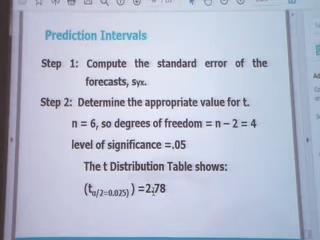 Prediction Intervals
Step 1: Compute the standard error of the
forecasts, syx.
Step 2: Determine the appropriate value for t.
n = 6, so degrees of freedom = n – 2 = 4
level of significance =.05
The t Distribution Table shows:
(tα/2=0.025) ) =2.78